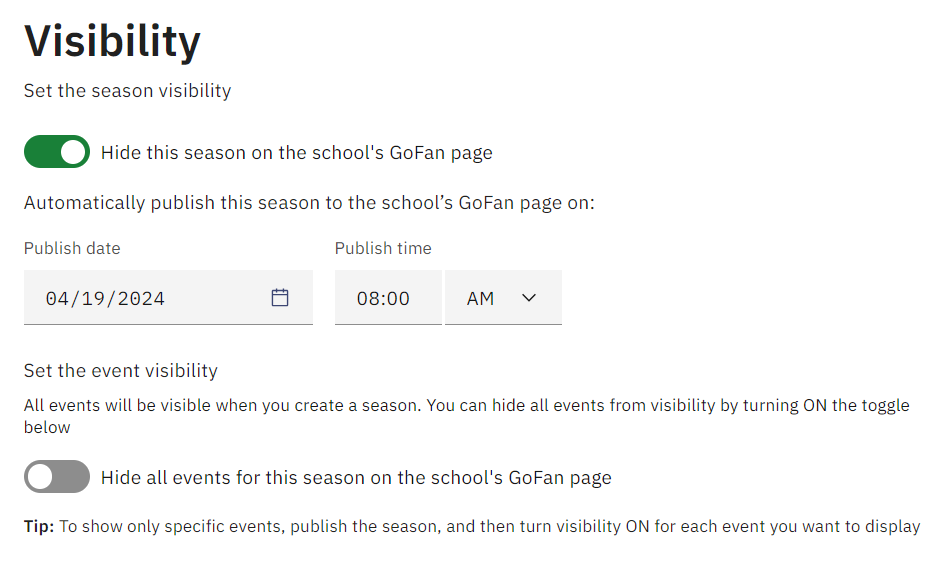 Visibility
Set the season visibility
Hide this season on the school's GoFan page
Automatically publish this season to the school’s GoFan page on:
Publish date
Publish time
04/19/2024
08:00
AM
Set the event visibility
All events will be visible when you create a season. You can hide all events from visibility by turning ON the toggle
below
Hide all events for this season on the school's GoFan page
Tip: To show only specific events, publish the season, and then turn visibility ON for each event you want to display